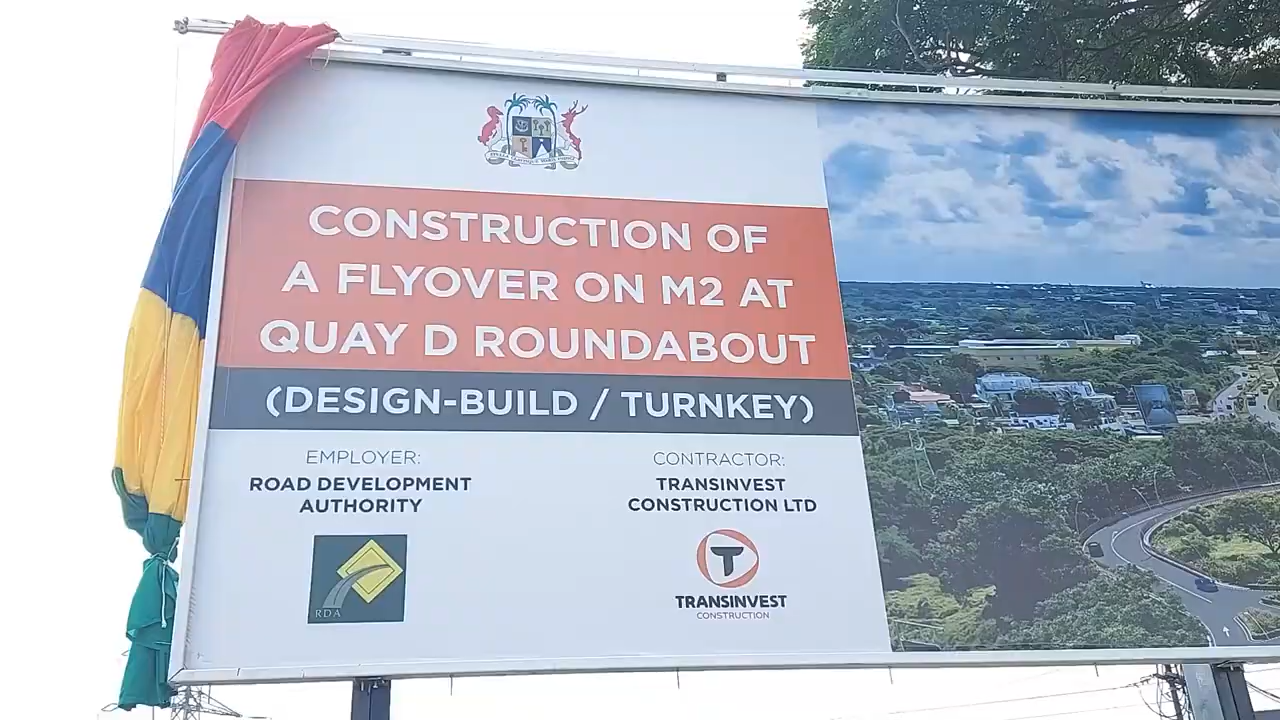 CONSTRUCTION OF
A FLYOVER ON M2 AT
QUAY D ROUNDABOUT
(DESIGN-BUILD / TURNKEY)
EMPLOYER:
ROAD DEVELOPMENT
AUTHORITY
RDA
CONTRACTOR:
TRANSINVEST
CONSTRUCTION LTD
T
TRANSINVEST
CONSTRUCTION